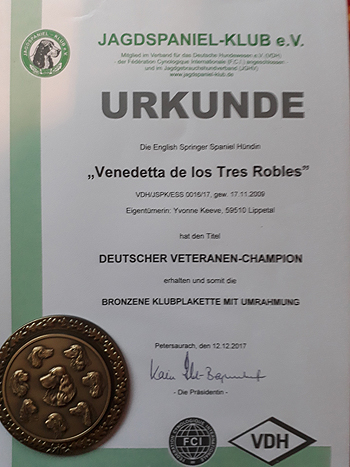 JAGDSPANIEL-KLUB e.V.
Mitglied im Verband für das Deutsche Hundewesen e.V. (VDH)
- der Fédération Cynologique Internationale (F.C.I.) angeschlossen
und im Jagdgebrauchshundverband (JGHV)
www.jagdspaniel-klub.de
URKUNDE
Die English Springer Spaniel Hündin
„Venedetta de los Tres Robles"
VDH/JSPK/ESS 0016/17, gew. 17.11.2009
Eigentümerin: Yvonne Keeve, 59510 Lippetal
hat den Titel
DEUTSCHER VETERANEN-CHAMPION
erhalten und somit die
BRONZENE KLUBPLAKETTE MIT UMRAHMUNG
Petersaurach, den 12.12.2017
- Die Präsidentin -
FCI
VDH